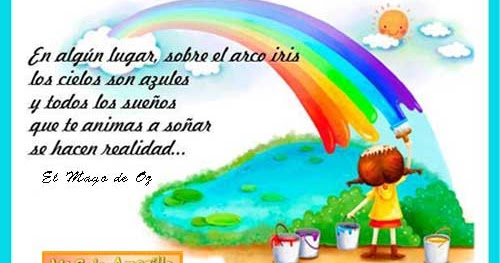 En algún lugar, sobre el arco iris
los cielos son azules
y todos los sueños
que te animas a soñar
se hacen realidad...
El Mago de Oz
Amarillo